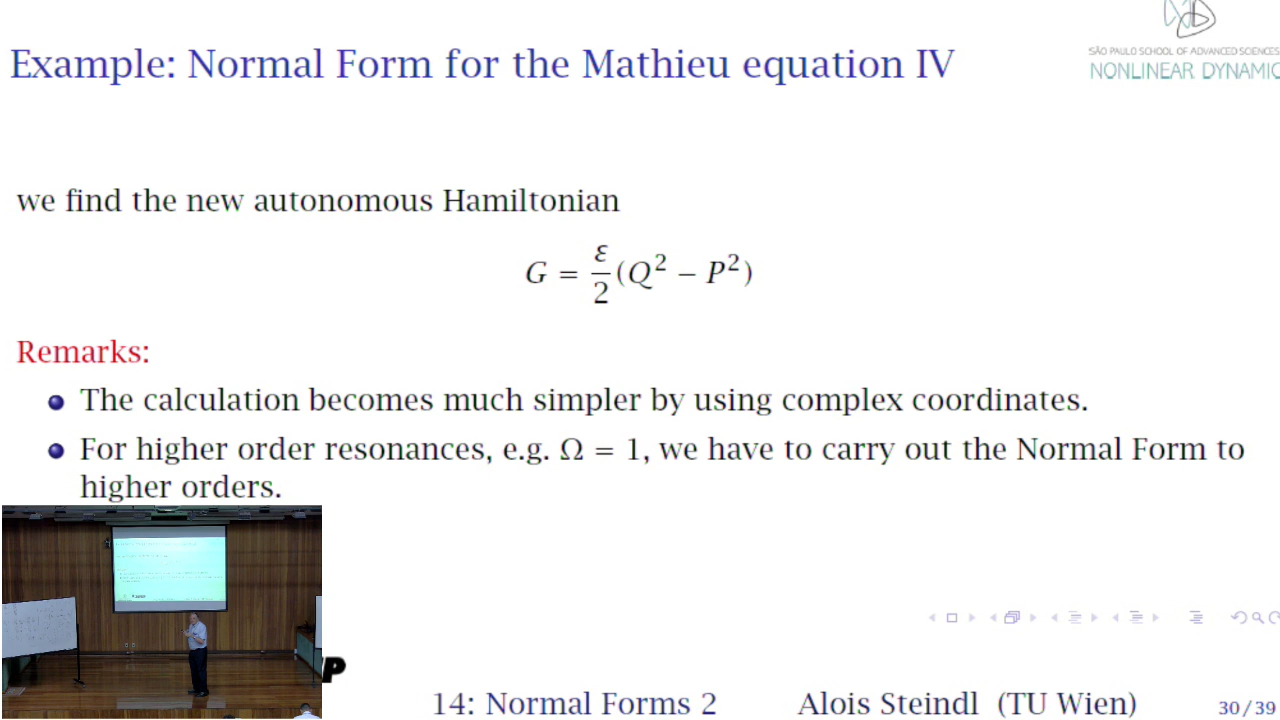 SÃO PAULO SCHOOL OF ADVANCED SCIENCES
NONLINEAR DYNAMIC
Example: Normal Form for the Mathieu equation IV
we find the new autonomous Hamiltonian
G = ε/2 (Q² – P²)
Remarks:
The calculation becomes much simpler by using complex coordinates.
For higher order resonances, e.g. Ω = 1, we have to carry out the Normal Form to
higher orders.
P
14: Normal Forms 2 Alois Steindl (TU Wien) 30/39